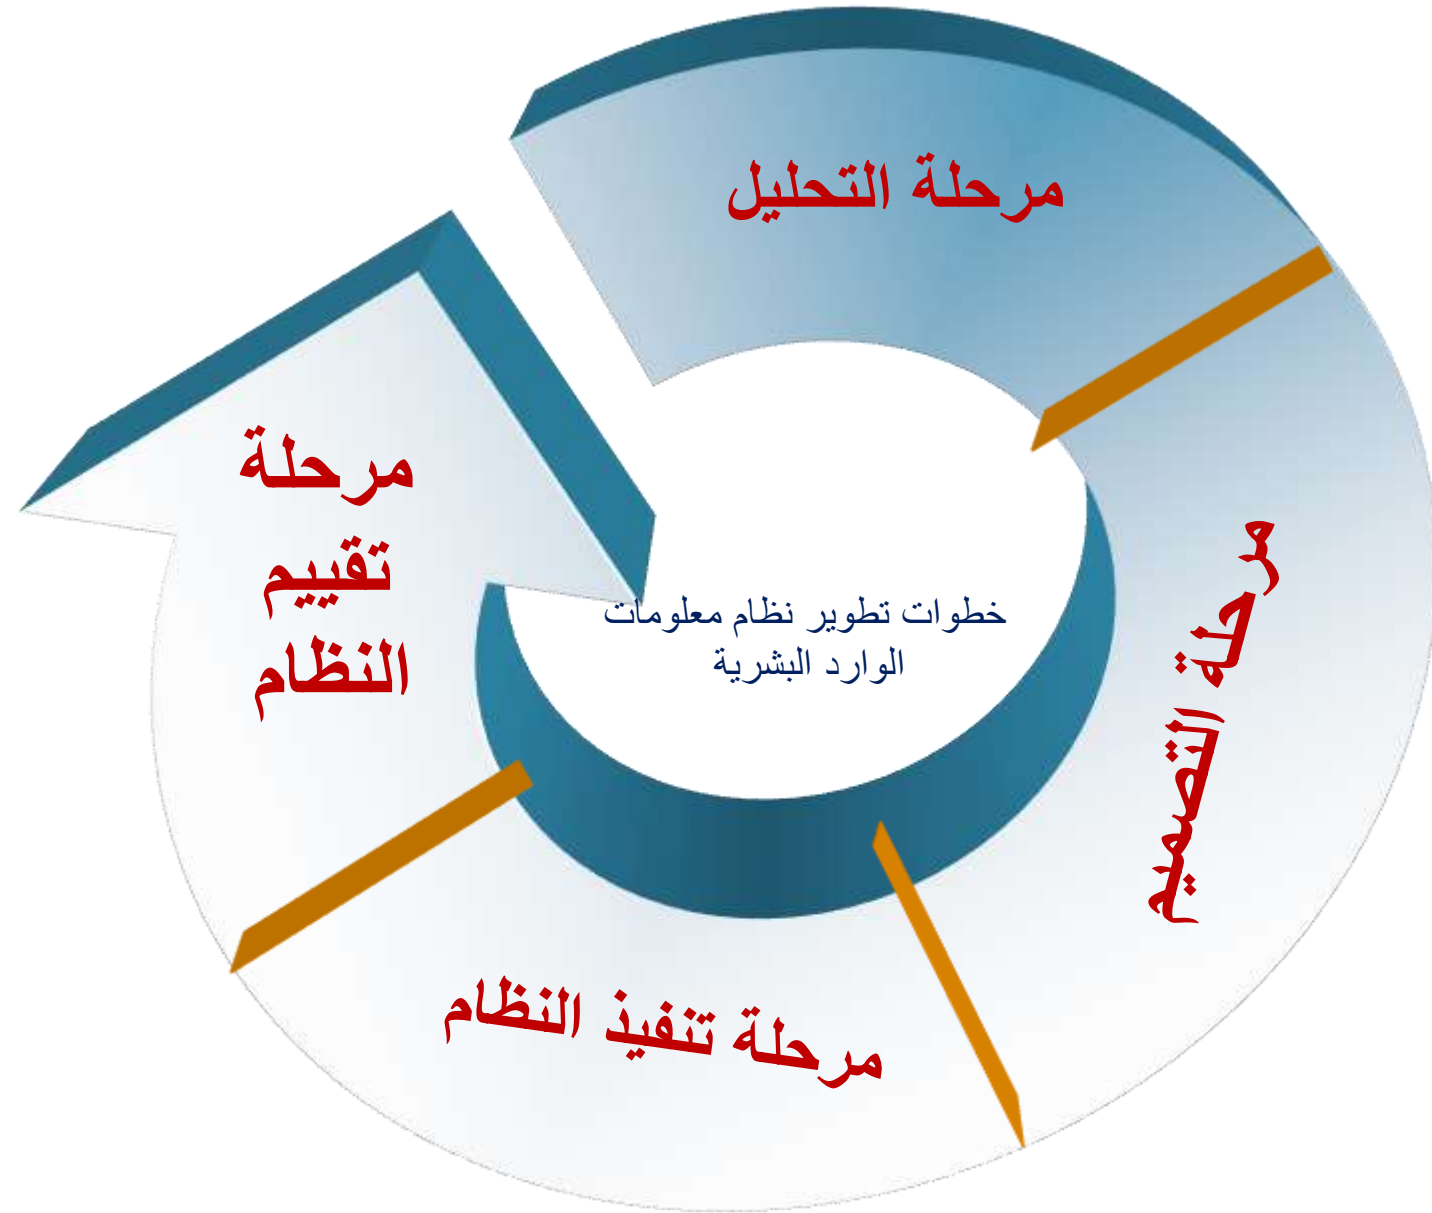 مرحلة التحليل
مرحلة التصميم
مرحلة تنفيذ النظام
مرحلة
تقييم
النظام
خطوات تطوير نظام معلومات
الوارد البشرية